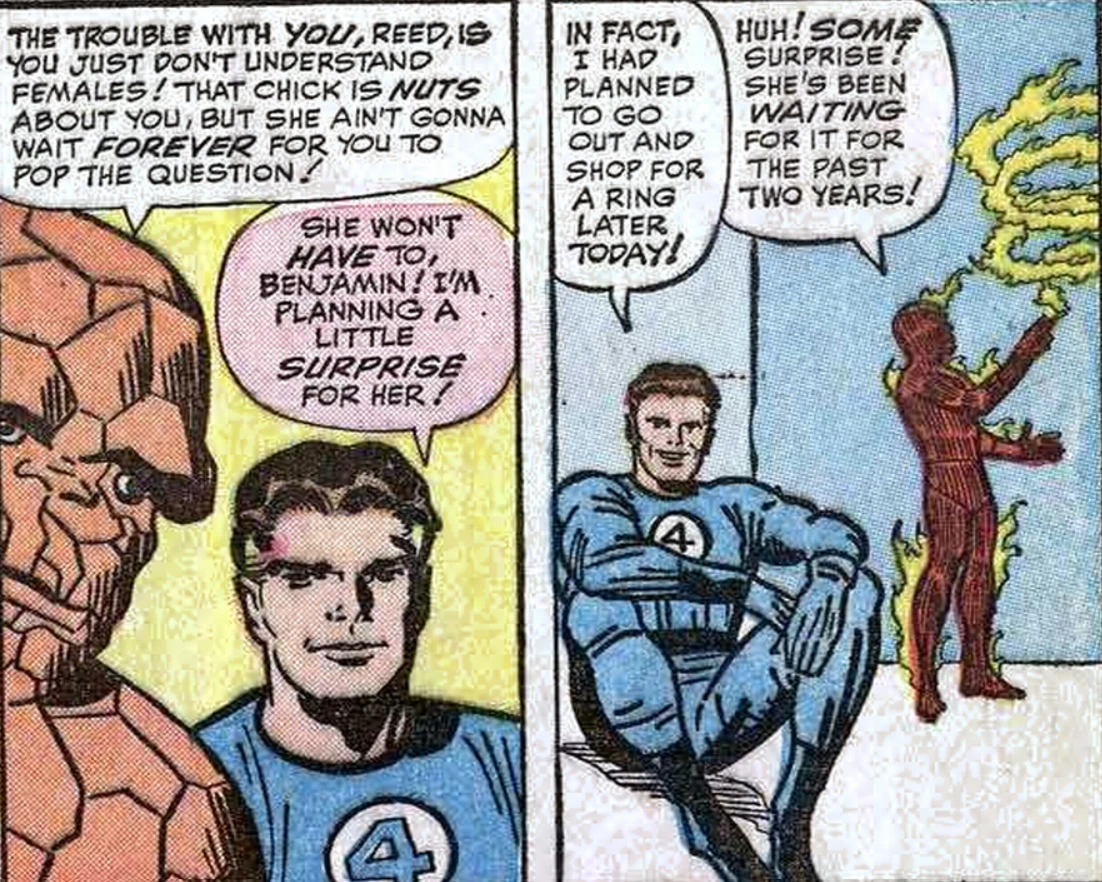 THE TROUBLE WITH YOU, REED, IS
YOU JUST DON'T UNDERSTAND
FEMALES! THAT CHICK IS NUTS
ABOUT YOU, BUT SHE AIN'T GONNA
WAIT FOREVER FOR YOU TO
POP THE QUESTION!
SHE WON'T
HAVE TO,
BENJAMIN! I'M
PLANNING A
LITTLE
SURPRISE
FOR HER!
4
IN FACT,
I HAD
PLANNED
TO GO
OUT AND
SHOP FOR
A RING
LATER
TODAY!
HUH! SOME
SURPRISE!
SHE'S BEEN
WAITING
FOR IT FOR
THE PAST
TWO YEARS!
4